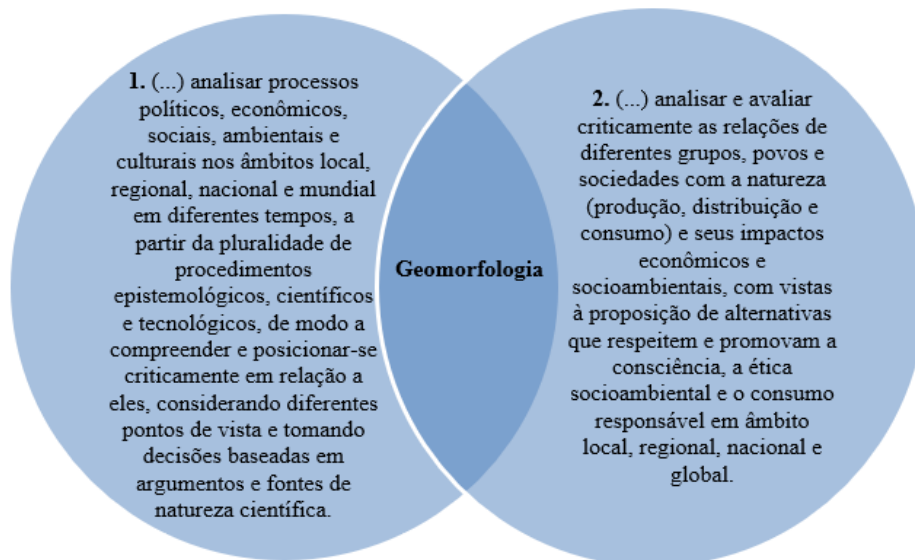 1. (...) analisar processos
políticos, econômicos,
sociais, ambientais e
culturais nos âmbitos local,
regional, nacional e mundial
em diferentes tempos, a
partir da pluralidade de
procedimentos
epistemológicos, científicos
e tecnológicos, de modo a
compreender e posicionar-se
criticamente em relação a
eles, considerando diferentes
pontos de vista e tomando
decisões baseadas em
argumentos e fontes de
natureza científica.
Geomorfologia
2. (...) analisar e avaliar
criticamente as relações de
diferentes grupos, povos e
sociedades com a natureza
(produção, distribuição e
consumo) e seus impactos
econômicos e
socioambientais, com vistas
à proposição de alternativas
que respeitem e promovam a
consciência, a ética
socioambiental e o consumo
responsável em âmbito
local, regional, nacional e
global.